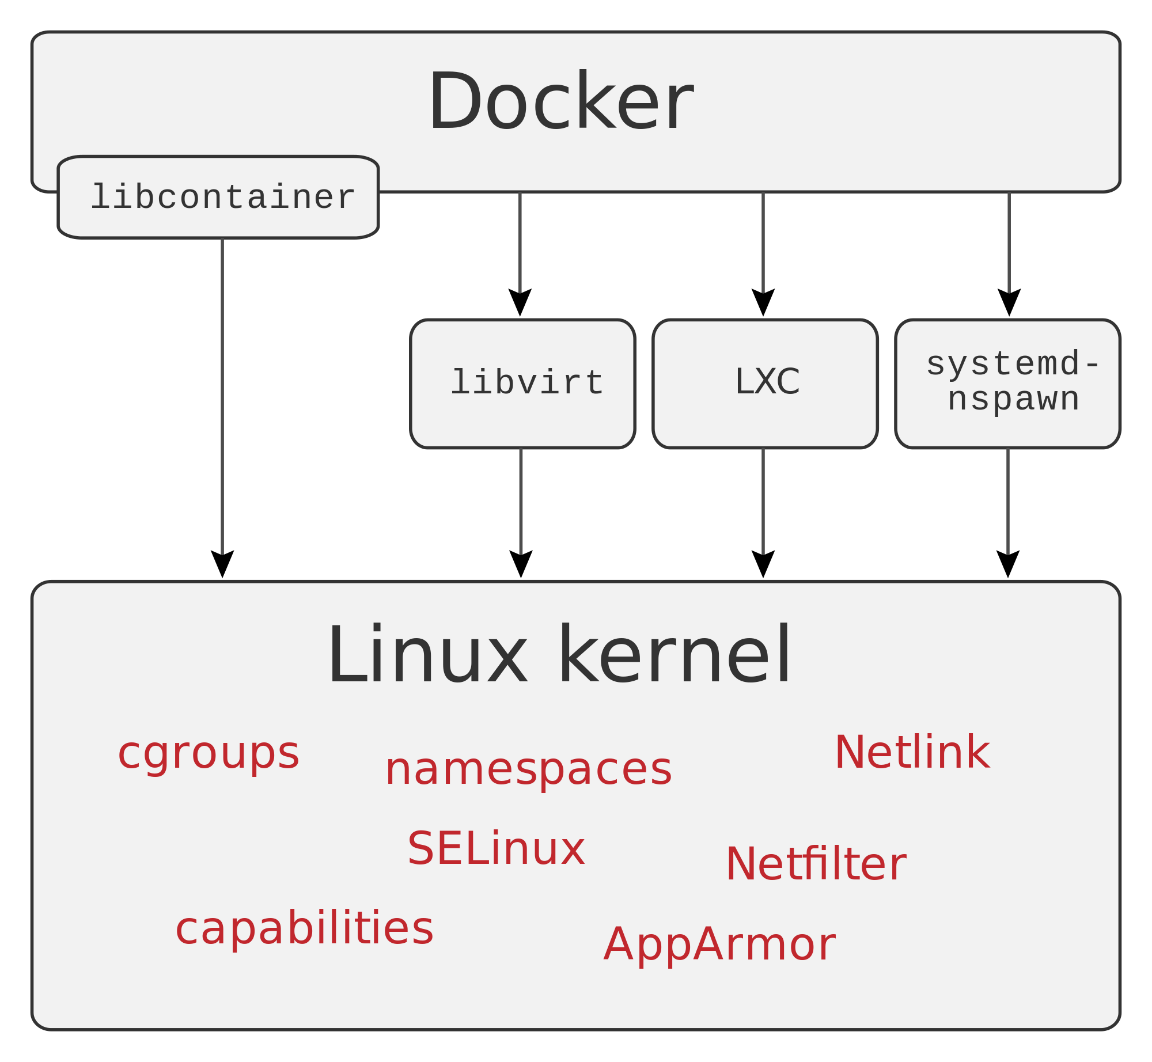 Docker
libcontainer
libvirt
LXC
systemd-
nspawn
Linux kernel
cgroups
namespaces
Netlink
SELinux
Netfilter
capabilities
AppArmor